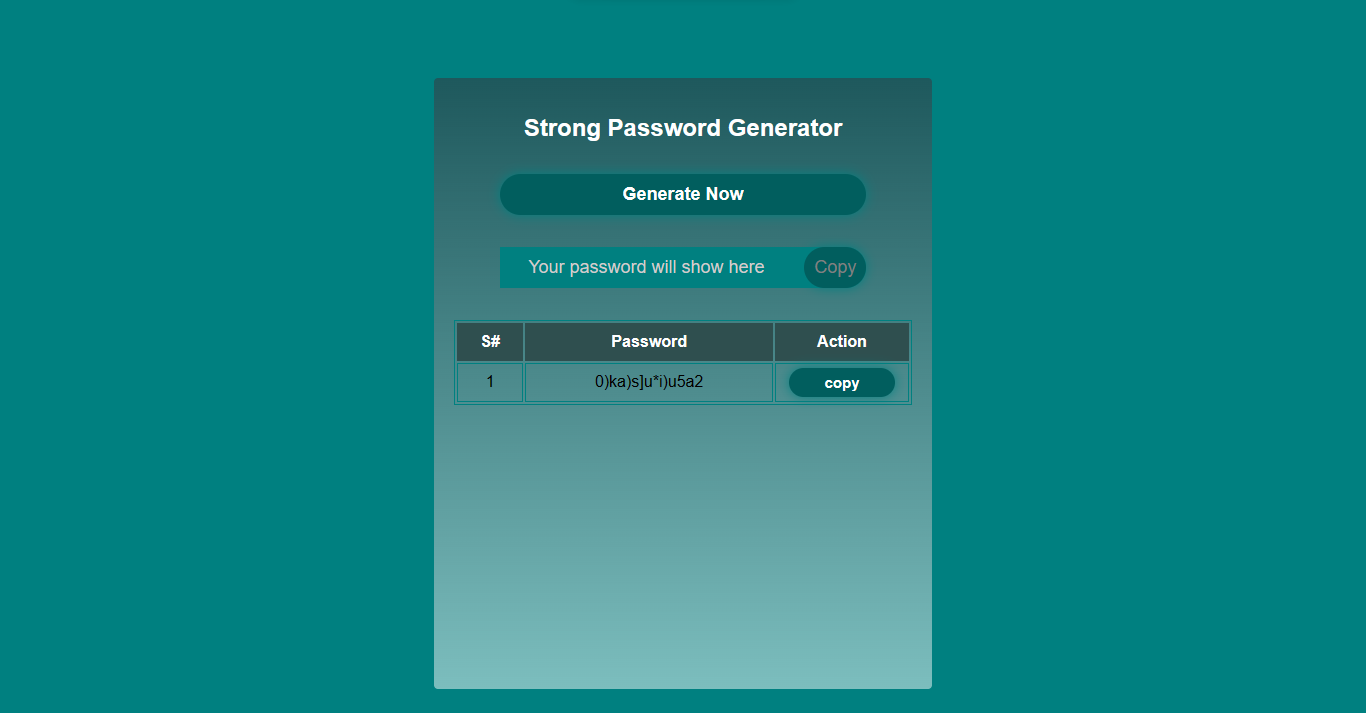 Strong Password Generator
Generate Now
Your password will show here Copy
S# Password Action
1 0)ka)s]u*i)u5a2 copy